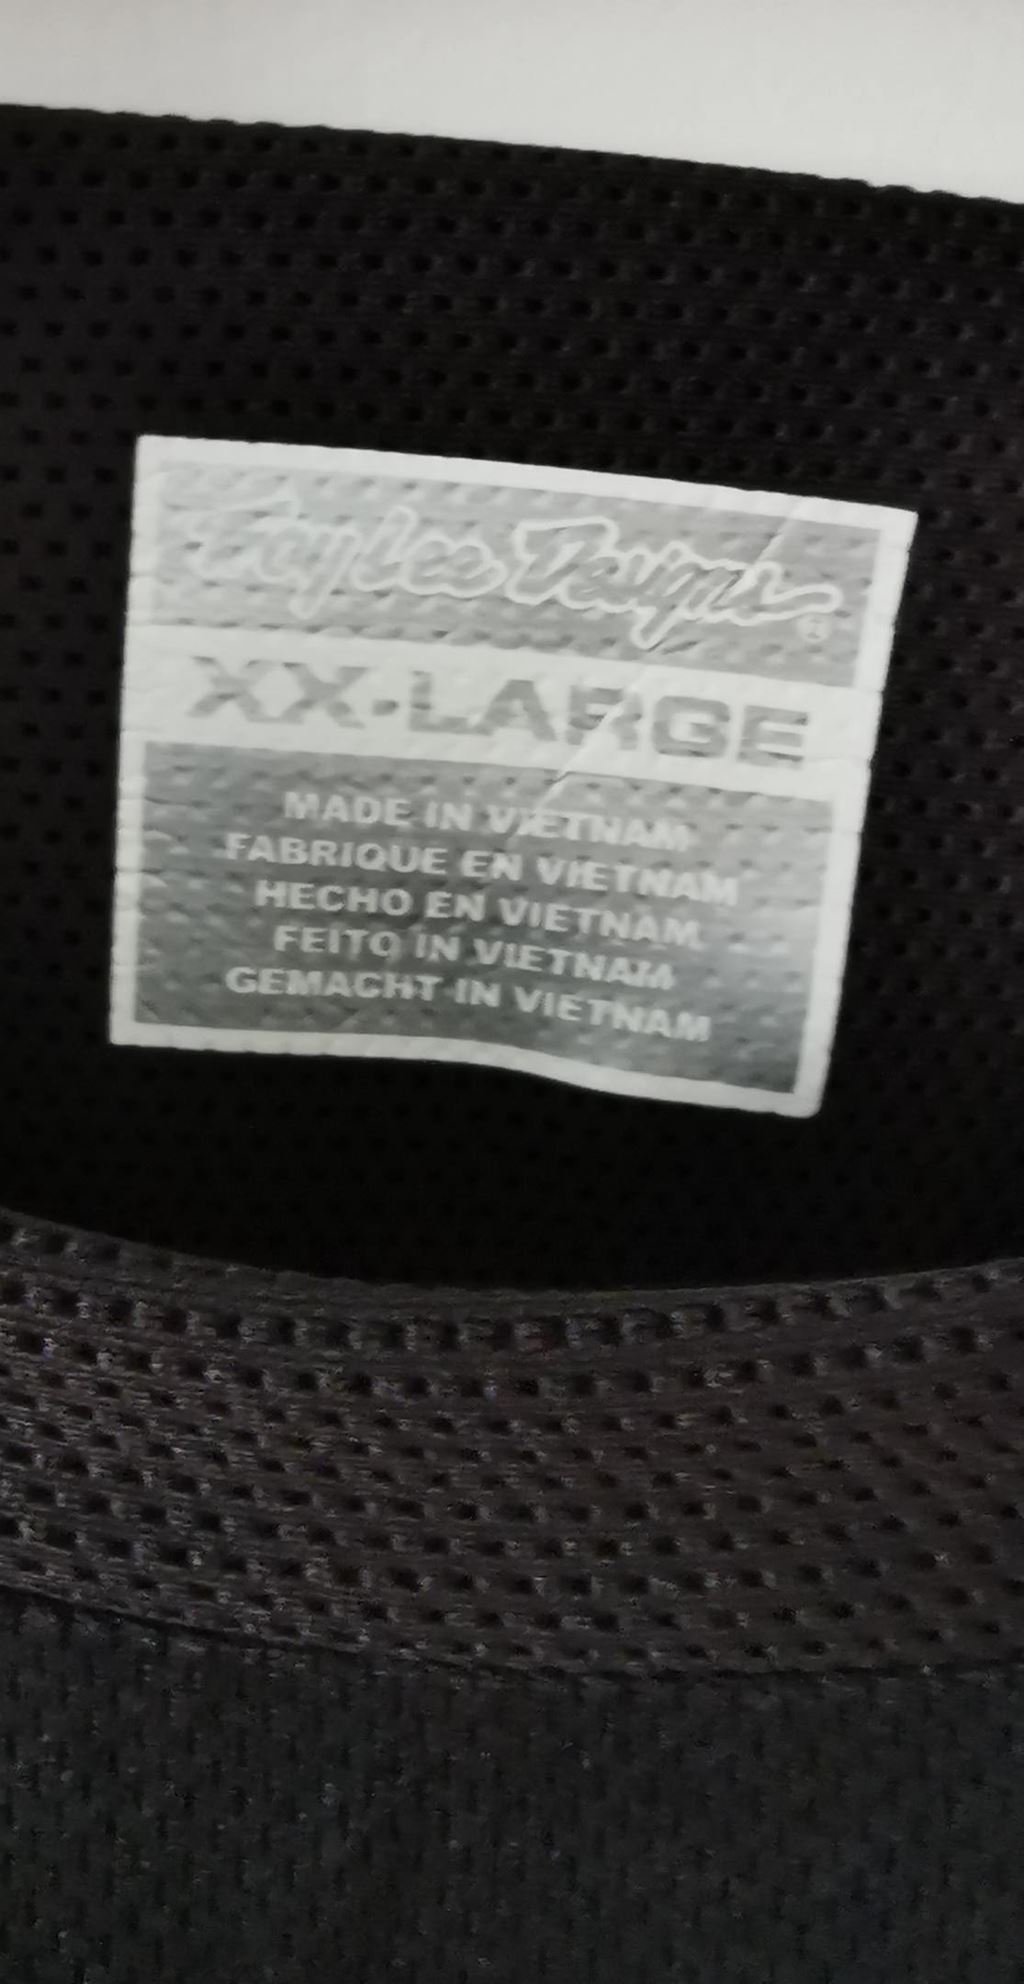 Troy Lee Designs ®
XX-LARGE
MADE IN VIETNAM
FABRIQUE EN VIETNAM
HECHO EN VIETNAM
FEITO IN VIETNAM
GEMACHT IN VIETNAM